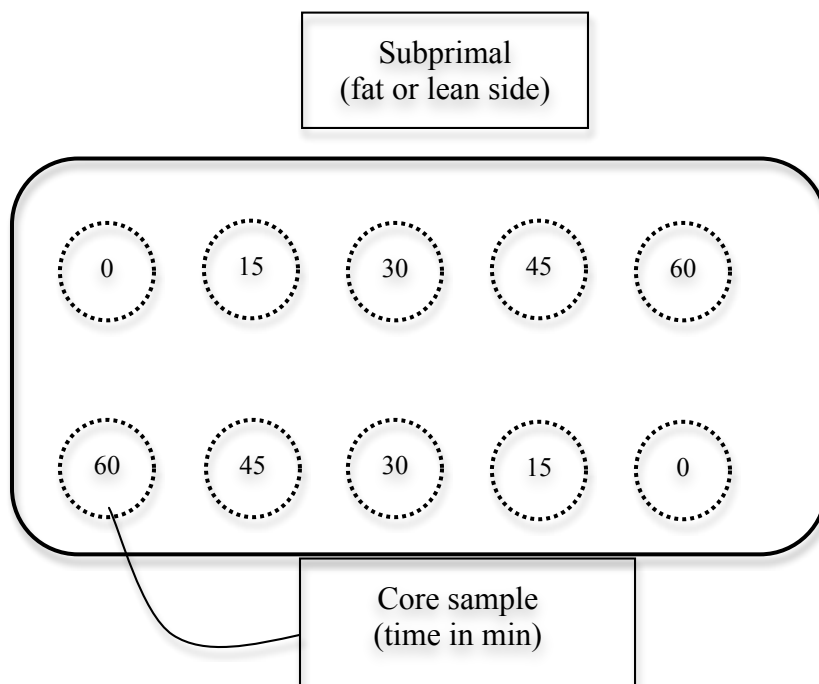 Subprimal
(fat or lean side)
0 15 30 45 60
60 45 30 15 0
Core sample
(time in min)